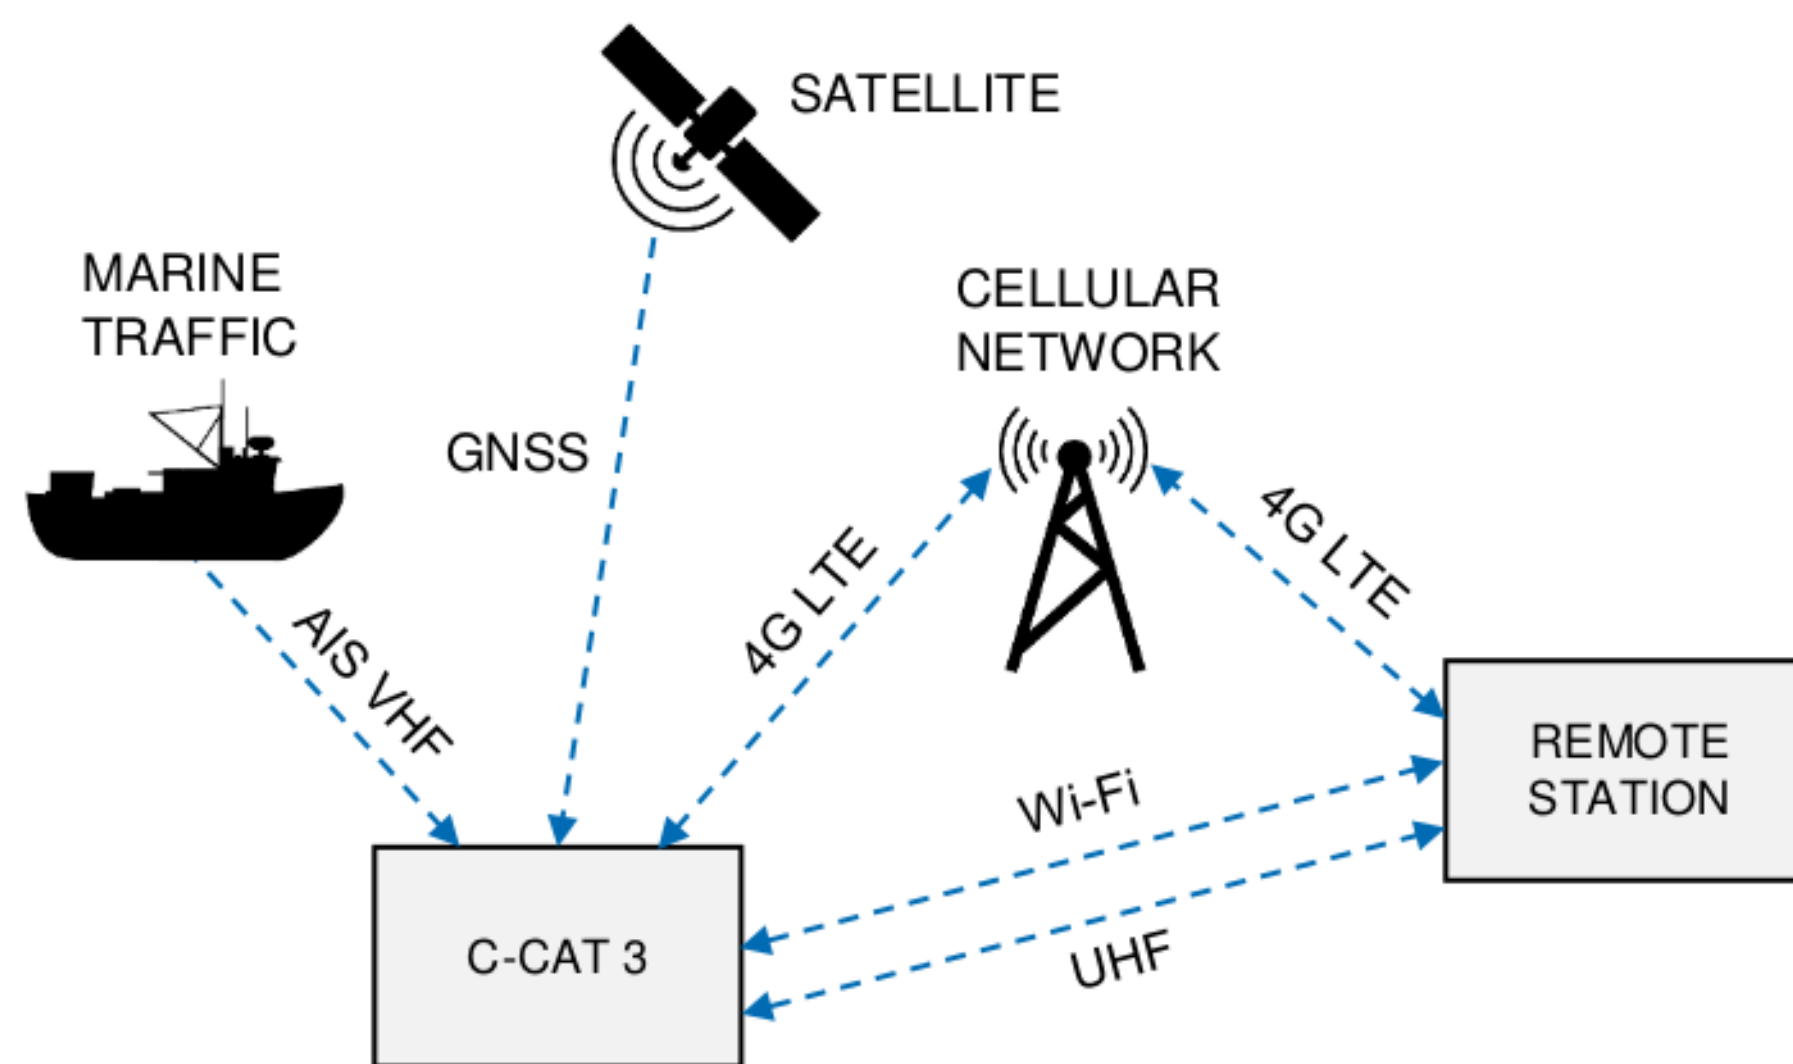 SATELLITE
MARINE
TRAFFIC
CELLULAR
NETWORK
GNSS
4G LTE
4G LTE
AIS VHF
REMOTE
STATION
Wi-Fi
UHF
C-CAT 3